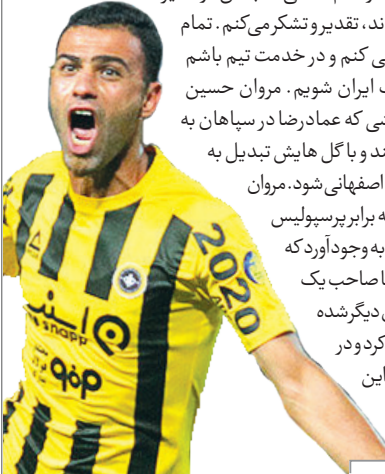 ند، تقدیر و تشکر می‌کنم. تمام
ی کنم و در خدمت تیم باشم
ایران شویم. مروان حسین
شی که عمادرضا در سپاهان به
ند و با گل هایش تبدیل به
اصفهانی شود. مروان
ه برابر پرسپولیس
به وجود آورد که
ا صاحب یک
دیگر شده
کرد و در
این
2020
اسنپ
snapp